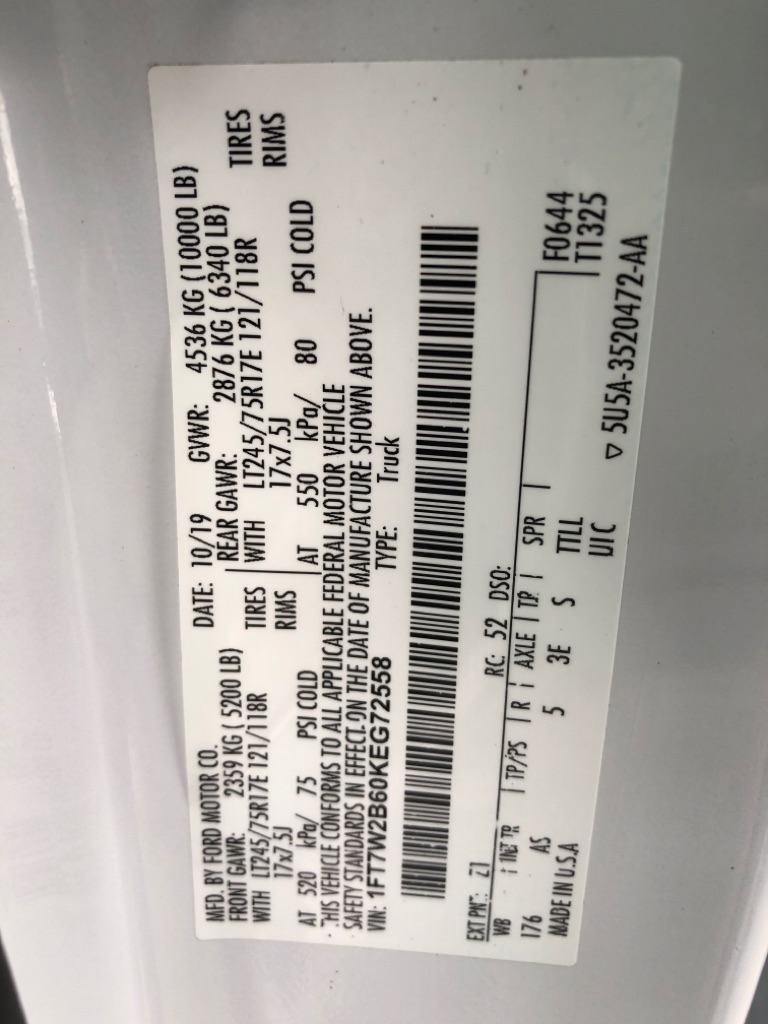 MFD. BY FORD MOTOR CO.
DATE: 10/19 GVWR: 4536 KG (10000 LB)
FRONT GAWR: 2359 KG ( 5200 LB) REAR GAWR: 2876 KG ( 6340 LB)
WITH LT245/75R17E 121/118R TIRES WITH LT245/75R17E 121/118R TIRES
17x7.5J RIMS 17x7.5J RIMS
AT 520 kPa/ 75 PSI COLD AT 550 kPa/ 80 PSI COLD
THIS VEHICLE CONFORMS TO ALL APPLICABLE FEDERAL MOTOR VEHICLE
SAFETY STANDARDS IN EFFECT ON THE DATE OF MANUFACTURE SHOWN ABOVE.
VIN: 1FT7W2B60KEG72558 TYPE: Truck
EXT PNT: Z1 RC: 52 DSO:
WB INT TR TP/PS R AXLE TR SPR F0644
176 AS 5 3E S TTLL T1325
MADE IN U.S.A UIC
▽ 5U5A-3520472-AA